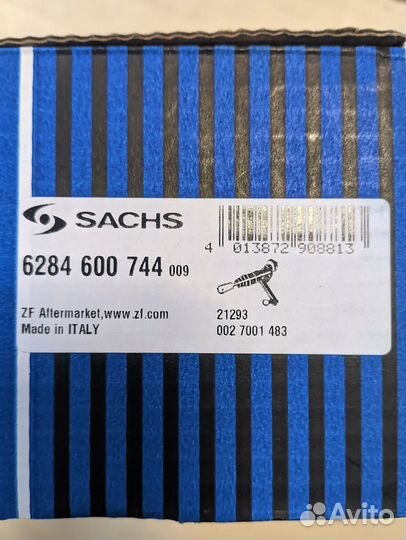 SACHS
4 013872 908813
6284 600 744 009
ZF Aftermarket,www.zf.com
Made in ITALY
21293
002 7001 483
Avito